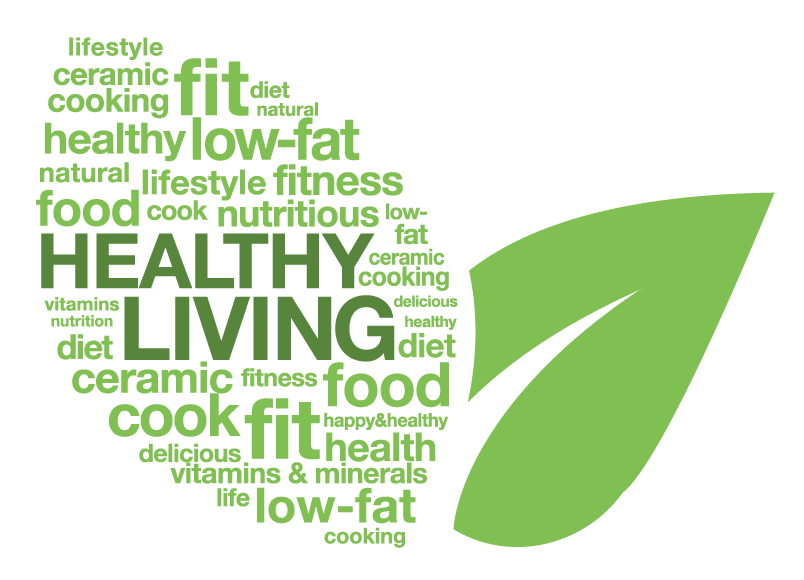 lifestyle
ceramic
cooking
fit
diet
natural
healthy
low-fat
natural
lifestyle
fitness
food
cook
nutritious
low-
fat
HEALTHY
ceramic
cooking
vitamins
nutrition
LIVING
delicious
healthy
diet
diet
ceramic
fitness
food
cook
fit
happy&healthy
delicious
health
vitamins & minerals
life
low-fat
cooking